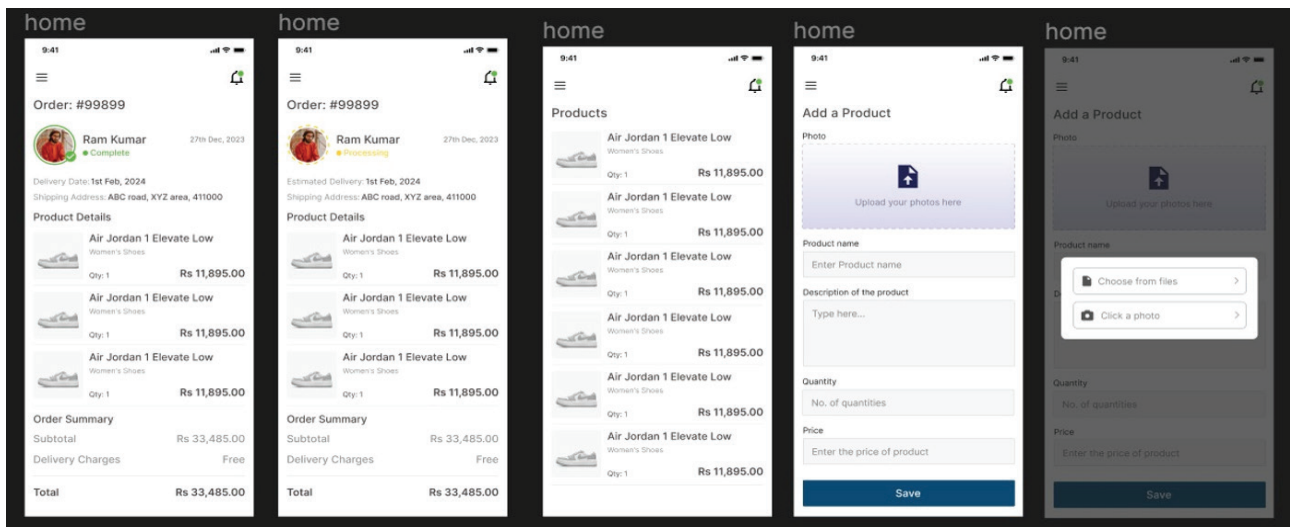 home
9:41
Order: #99899
Ram Kumar 27th Dec, 2023
Complete
Delivery Date: 1st Feb, 2024
Shipping Address: ABC road, XYZ area, 411000
Product Details
Air Jordan 1 Elevate Low
Women's Shoes
Qty: 1 Rs 11,895.00
Air Jordan 1 Elevate Low
Women's Shoes
Qty: 1 Rs 11,895.00
Air Jordan 1 Elevate Low
Women's Shoes
Qty: 1 Rs 11,895.00
Order Summary
Subtotal Rs 33,485.00
Delivery Charges Free
Total Rs 33,485.00
home
9:41
Order: #99899
Ram Kumar 27th Dec, 2023
Processing
Estimated Delivery: 1st Feb, 2024
Shipping Address: ABC road, XYZ area, 411000
Product Details
Air Jordan 1 Elevate Low
Women's Shoes
Qty: 1 Rs 11,895.00
Air Jordan 1 Elevate Low
Women's Shoes
Qty: 1 Rs 11,895.00
Air Jordan 1 Elevate Low
Women's Shoes
Qty: 1 Rs 11,895.00
Order Summary
Subtotal Rs 33,485.00
Delivery Charges Free
Total Rs 33,485.00
home
9:41
Products
Air Jordan 1 Elevate Low
Women's Shoes
Qty: 1 Rs 11,895.00
Air Jordan 1 Elevate Low
Women's Shoes
Qty: 1 Rs 11,895.00
Air Jordan 1 Elevate Low
Women's Shoes
Qty: 1 Rs 11,895.00
Air Jordan 1 Elevate Low
Women's Shoes
Qty: 1 Rs 11,895.00
Air Jordan 1 Elevate Low
Women's Shoes
Qty: 1 Rs 11,895.00
Air Jordan 1 Elevate Low
Women's Shoes
Qty: 1 Rs 11,895.00
home
9:41
Add a Product
Photo
Upload your photos here
Product name
Enter Product name
Description of the product
Type here...
Quantity
No. of quantities
Price
Enter the price of product
Save
home
9:41
Add a Product
Photo
Upload your photos here
Product name
Choose from files
Click a photo
Quantity
No. of quantities
Price
Enter the price of product
Save